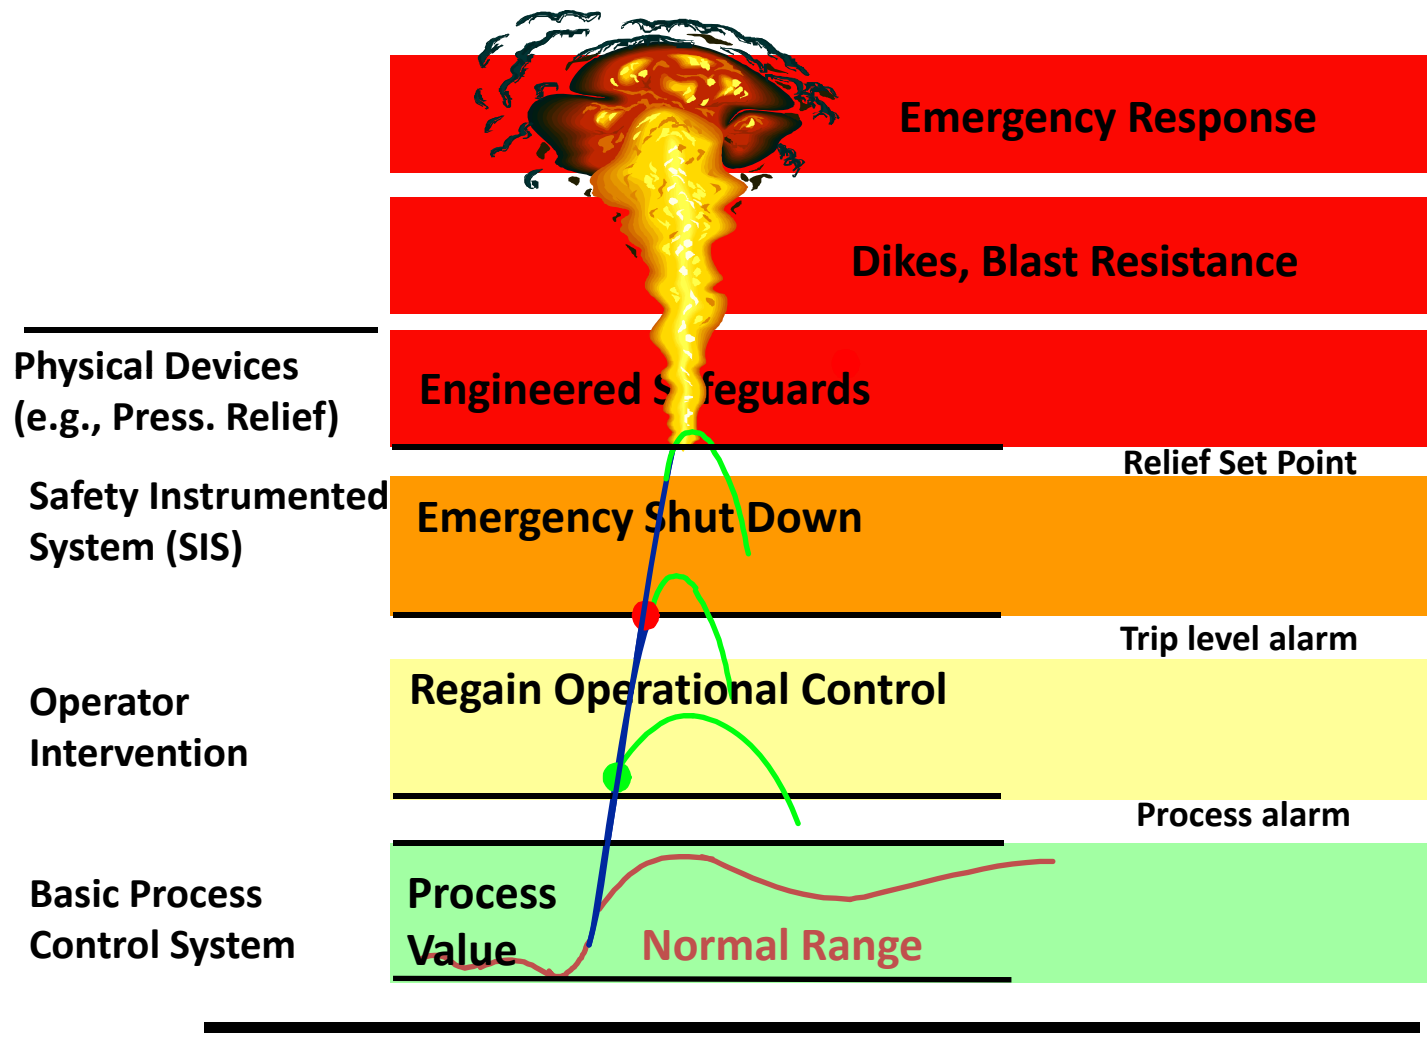 Emergency Response
Dikes, Blast Resistance
Physical Devices
(e.g., Press. Relief)
Engineered Safeguards
Relief Set Point
Safety Instrumented
System (SIS)
Emergency Shut Down
Trip level alarm
Operator
Intervention
Regain Operational Control
Process alarm
Basic Process
Control System
Process
Value
Normal Range